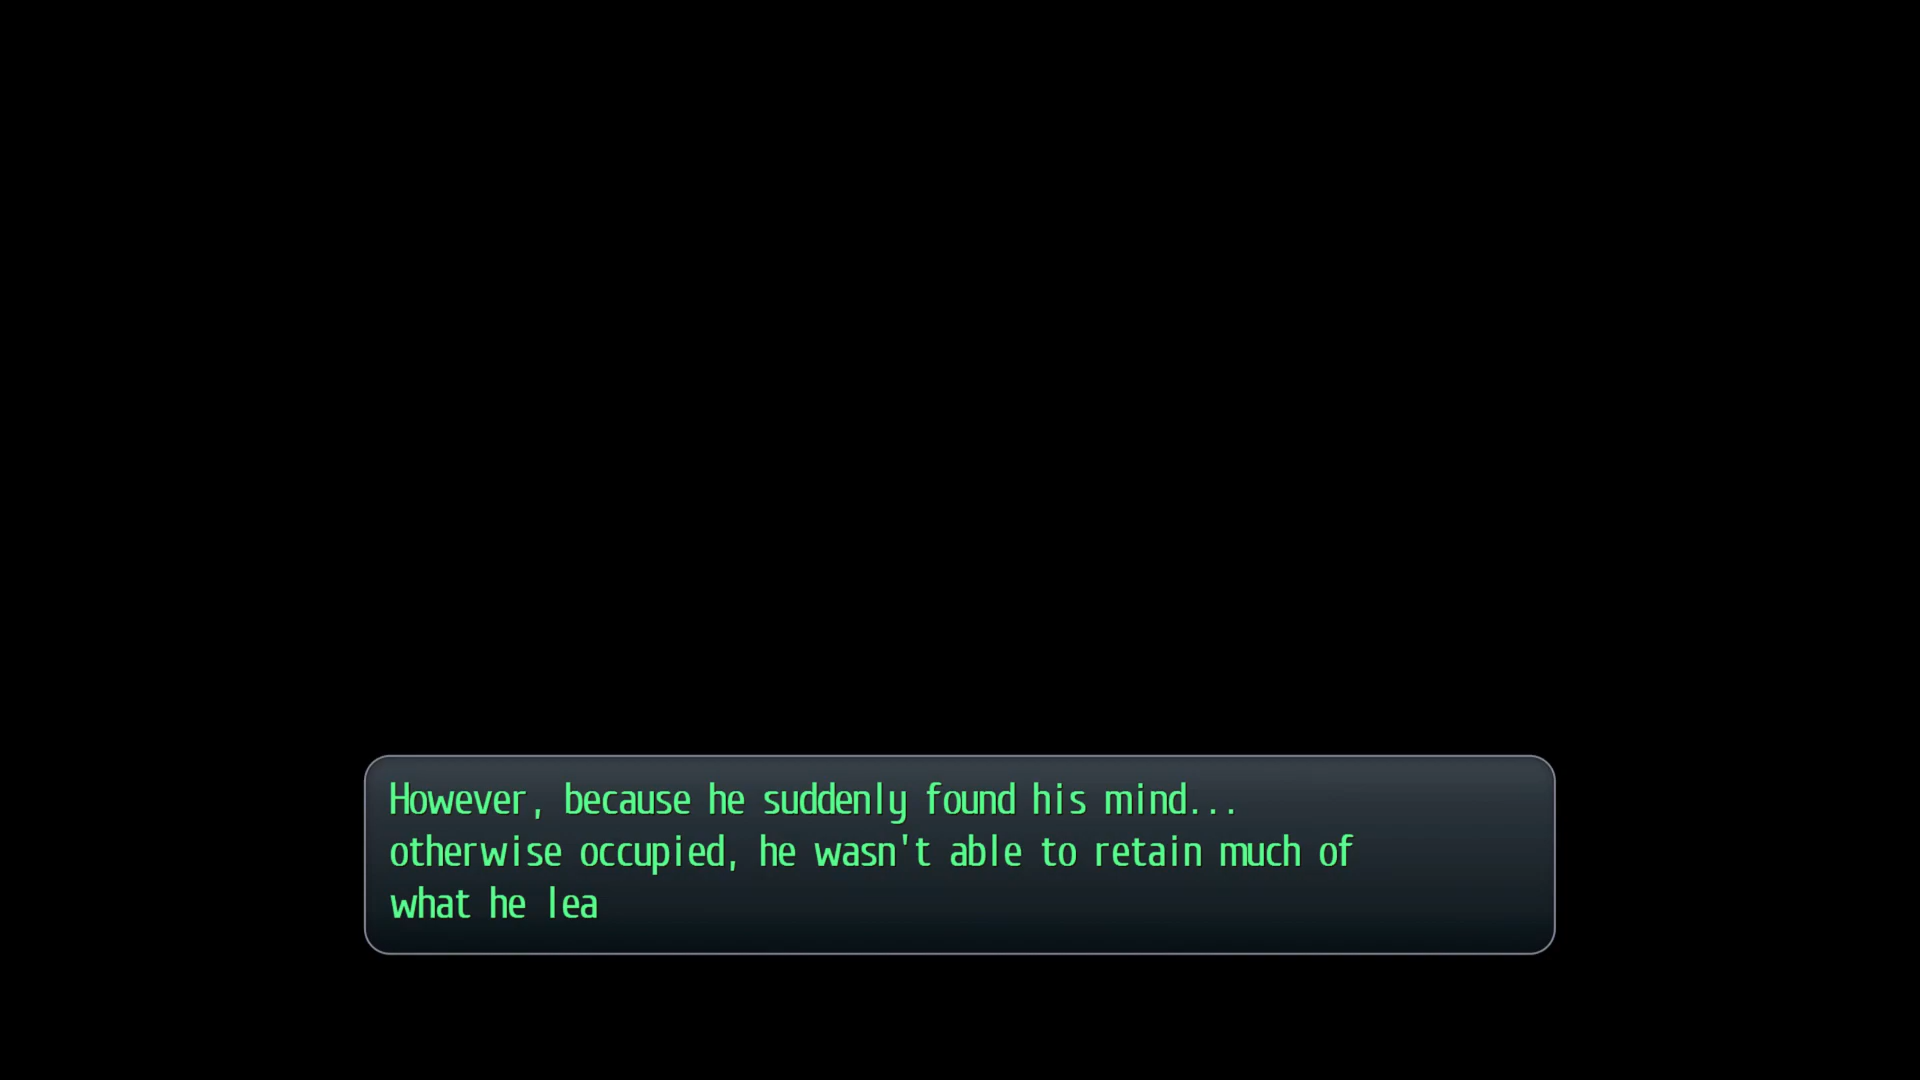 However, because he suddenly found his mind...
otherwise occupied, he wasn't able to retain much of
what he lea